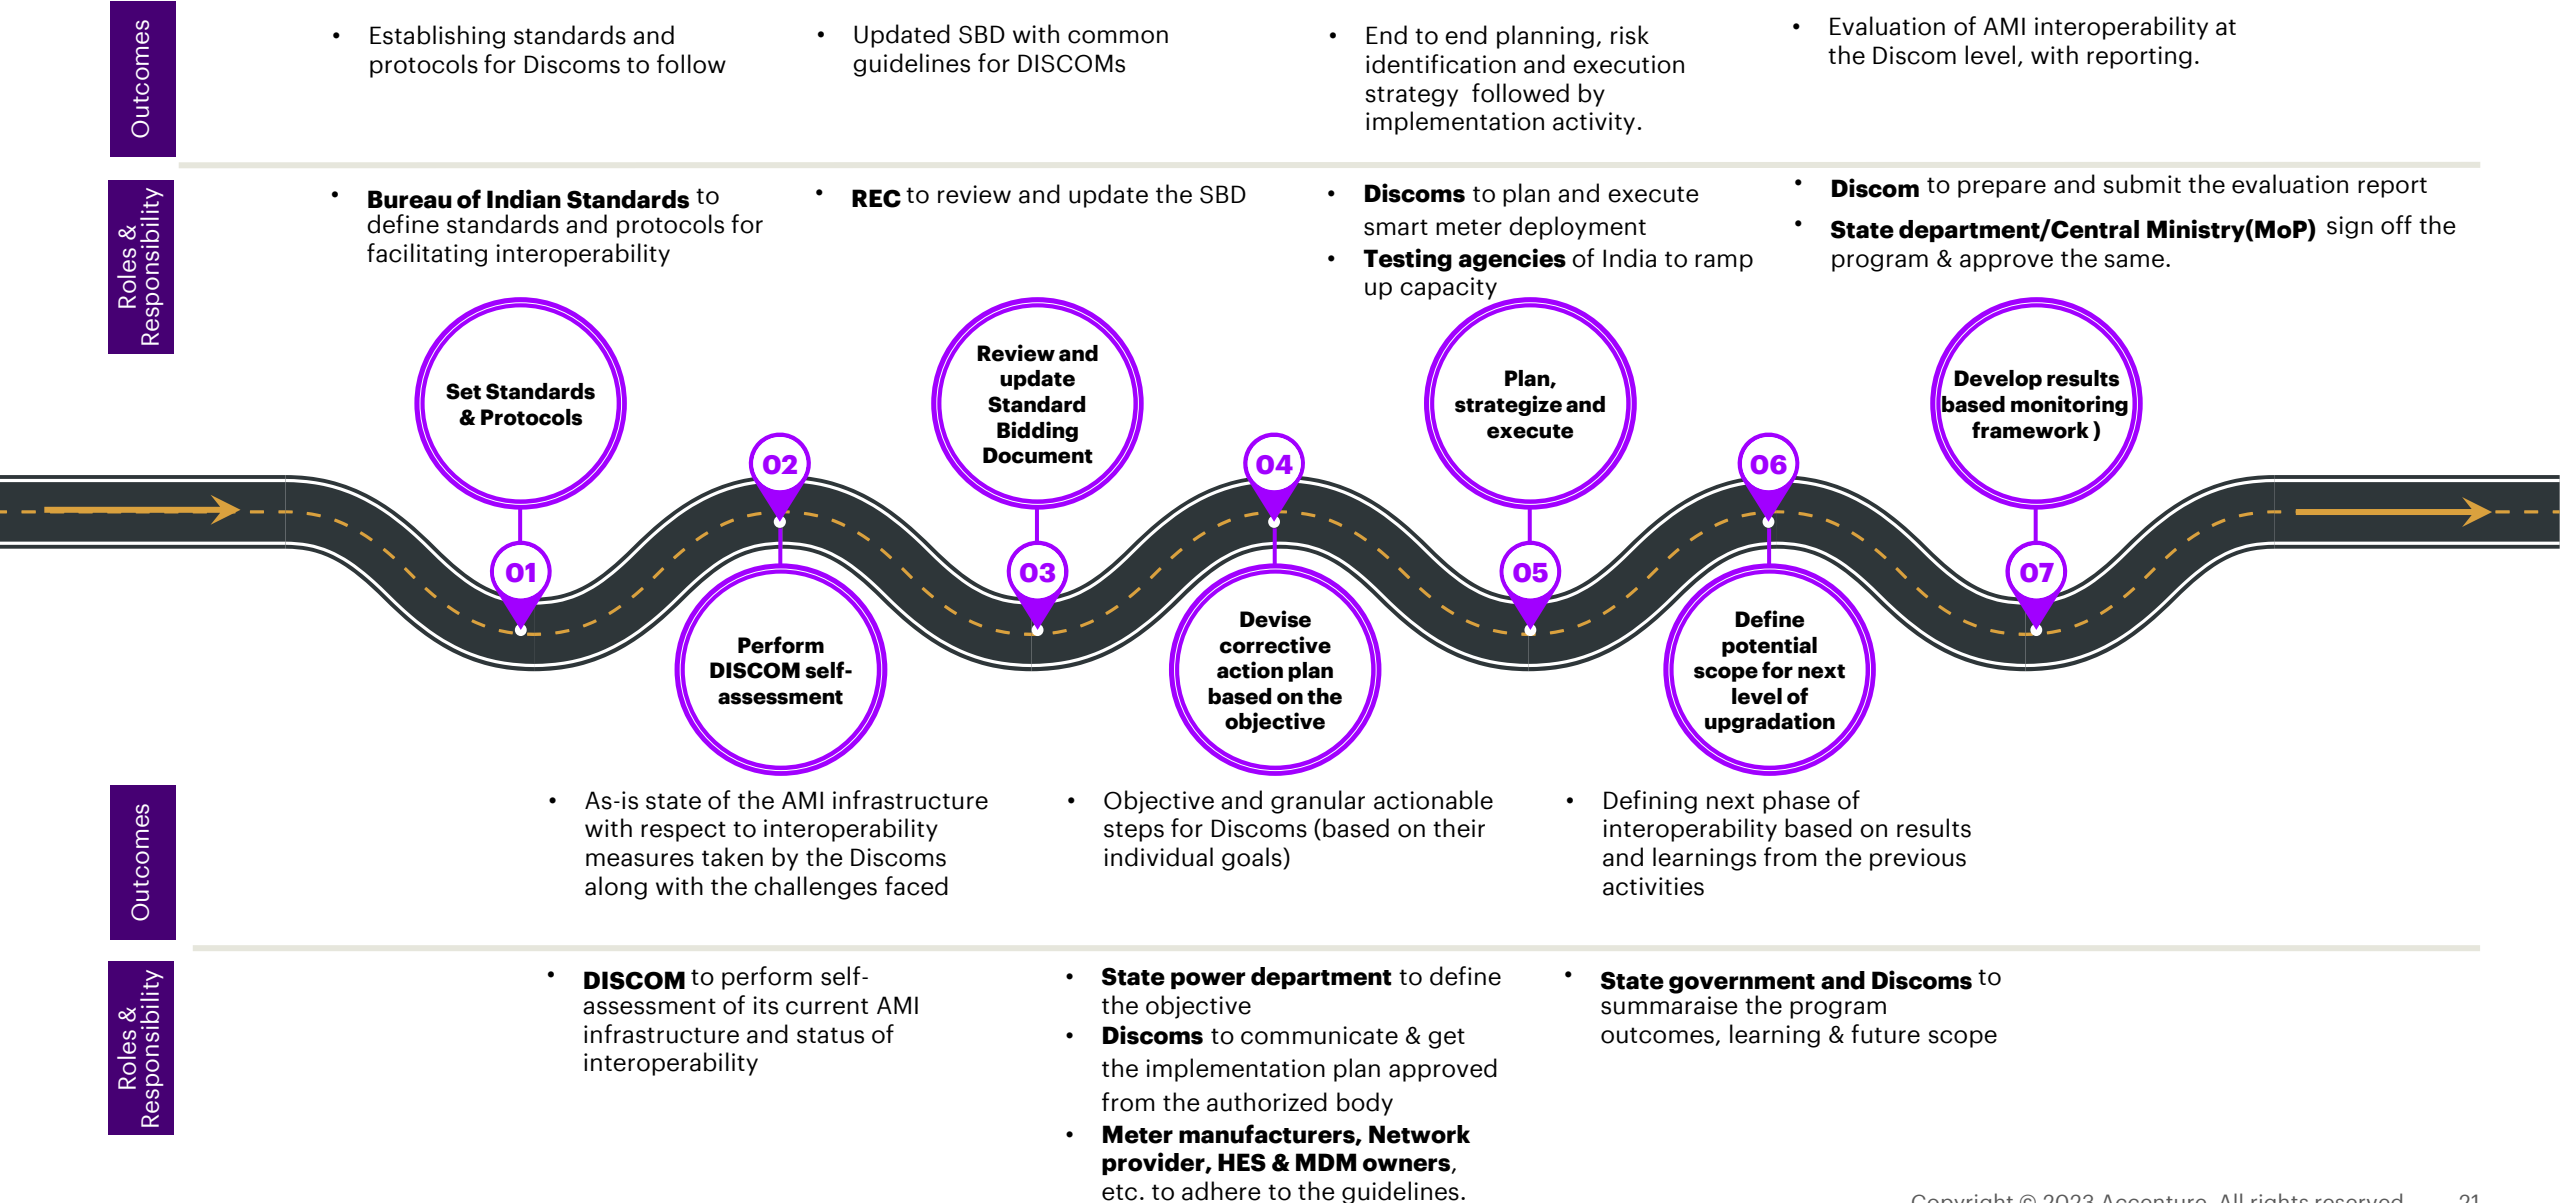 Outcomes
• Establishing standards and
protocols for Discoms to follow
• Updated SBD with common
guidelines for DISCOMs
• End to end planning, risk
identification and execution
strategy followed by
implementation activity.
• Evaluation of AMI interoperability at
the Discom level, with reporting.
Roles &
Responsibility
• Bureau of Indian Standards to
define standards and protocols for
facilitating interoperability
• REC to review and update the SBD
• Discoms to plan and execute
smart meter deployment
• Testing agencies of India to ramp
up capacity
• Discom to prepare and submit the evaluation report
• State department/Central Ministry(MoP) sign off the
program & approve the same.
Set Standards
& Protocols
01
02
Perform
DISCOM self-
assessment
Review and
update
Standard
Bidding
Document
03
04
Devise
corrective
action plan
based on the
objective
Plan,
strategize and
execute
05
06
Define
potential
scope for next
level of
upgradation
Develop results
based monitoring
framework )
07
Outcomes
• As-is state of the AMI infrastructure
with respect to interoperability
measures taken by the Discoms
along with the challenges faced
• Objective and granular actionable
steps for Discoms (based on their
individual goals)
• Defining next phase of
interoperability based on results
and learnings from the previous
activities
Roles &
Responsibility
• DISCOM to perform self-
assessment of its current AMI
infrastructure and status of
interoperability
• State power department to define
the objective
• Discoms to communicate & get
the implementation plan approved
from the authorized body
• Meter manufacturers, Network
provider, HES & MDM owners,
etc. to adhere to the guidelines.
• State government and Discoms to
summaraise the program
outcomes, learning & future scope
Copyright © 2023 Accenture. All rights reserved. 21